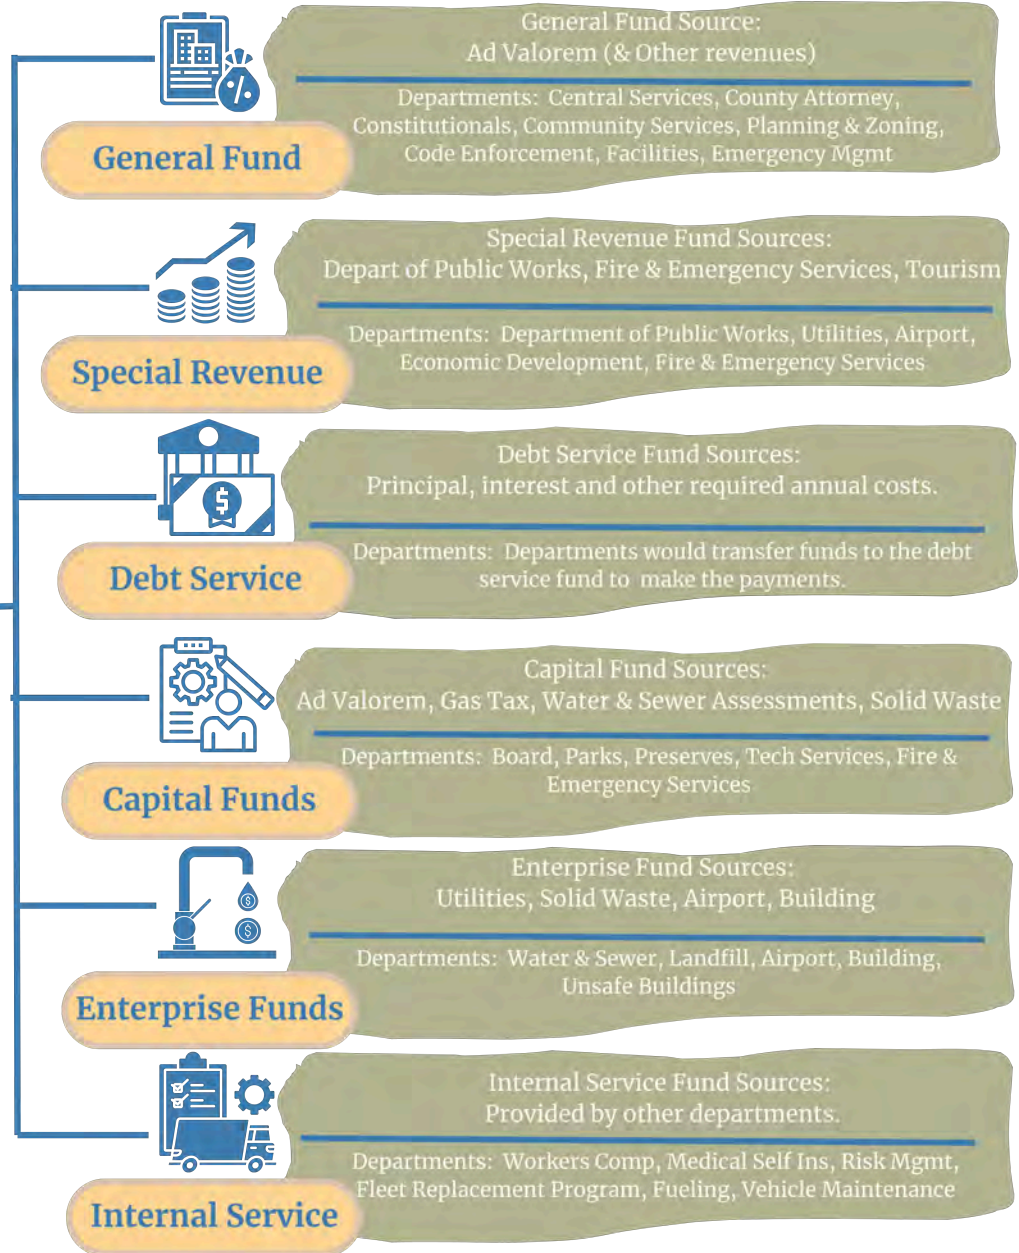 General Fund Source:
Ad Valorem (& Other revenues)
Departments: Central Services, County Attorney,
Constitutionals, Community Services, Planning & Zoning,
Code Enforcement, Facilities, Emergency Mgmt
General Fund
Special Revenue Fund Sources:
Depart of Public Works, Fire & Emergency Services, Tourism
Departments: Department of Public Works, Utilities, Airport,
Economic Development, Fire & Emergency Services
Special Revenue
Debt Service Fund Sources:
Principal, interest and other required annual costs.
Departments: Departments would transfer funds to the debt
service fund to make the payments.
Debt Service
Capital Fund Sources:
Ad Valorem, Gas Tax, Water & Sewer Assessments, Solid Waste
Departments: Board, Parks, Preserves, Tech Services, Fire &
Emergency Services
Capital Funds
Enterprise Fund Sources:
Utilities, Solid Waste, Airport, Building
Departments: Water & Sewer, Landfill, Airport, Building,
Unsafe Buildings
Enterprise Funds
Internal Service Fund Sources:
Provided by other departments.
Departments: Workers Comp, Medical Self Ins, Risk Mgmt,
Fleet Replacement Program, Fueling, Vehicle Maintenance
Internal Service